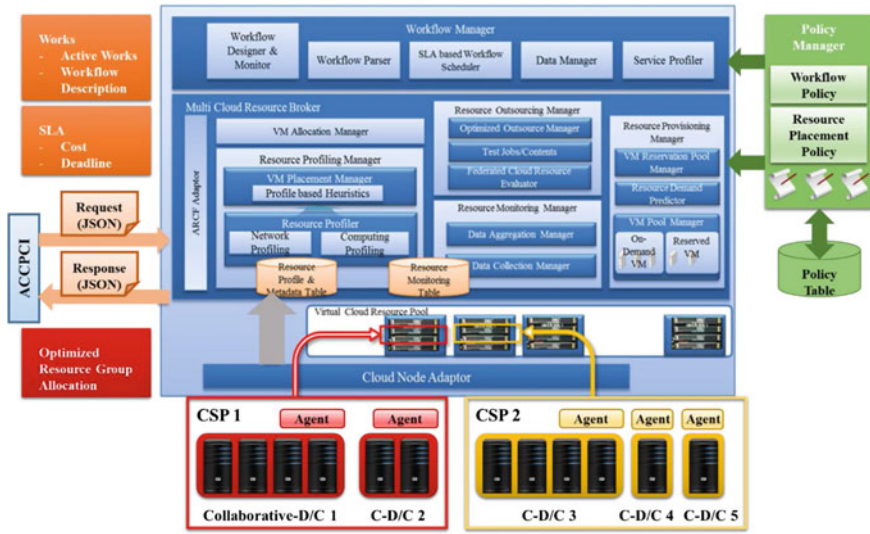 Works
- Active Works
- Workflow
Description
SLA
- Cost
- Deadline
Request
(JSON)
Response
(JSON)
ACCPCI
Optimized
Resource Group
Allocation
Workflow Manager
Workflow
Designer &
Monitor
Workflow Parser
SLA based Workflow
Scheduler
Data Manager
Service Profiler
Multi Cloud Resource Broker
ARCF Adaptor
VM Allocation Manager
Resource Profiling Manager
VM Placement Manager
Profile based Heuristics
Resource Profiler
Network
Profiling
Computing
Profiling
Resource
Profile &
Metadata Table
Resource
Monitoring
Table
Resource Outsourcing Manager
Optimized Outsource Manager
Test Jobs/Contents
Federated Cloud Resource
Evaluator
Resource Monitoring Manager
Data Aggregation Manager
Data Collection Manager
Resource Provisioning
Manager
VM Reservation Pool
Manager
Resource Demand
Predictor
VM Pool Manager
On-
Demand VM
Reserved
VM
Policy
Manager
Workflow
Policy
Resource
Placement
Policy
Policy
Table
Virtual Cloud Resource Pool
Cloud Node Adaptor
CSP 1
Agent
Agent
Collaborative-D/C 1
C-D/C 2
CSP 2
Agent
Agent
Agent
C-D/C 3
C-D/C 4
C-D/C 5